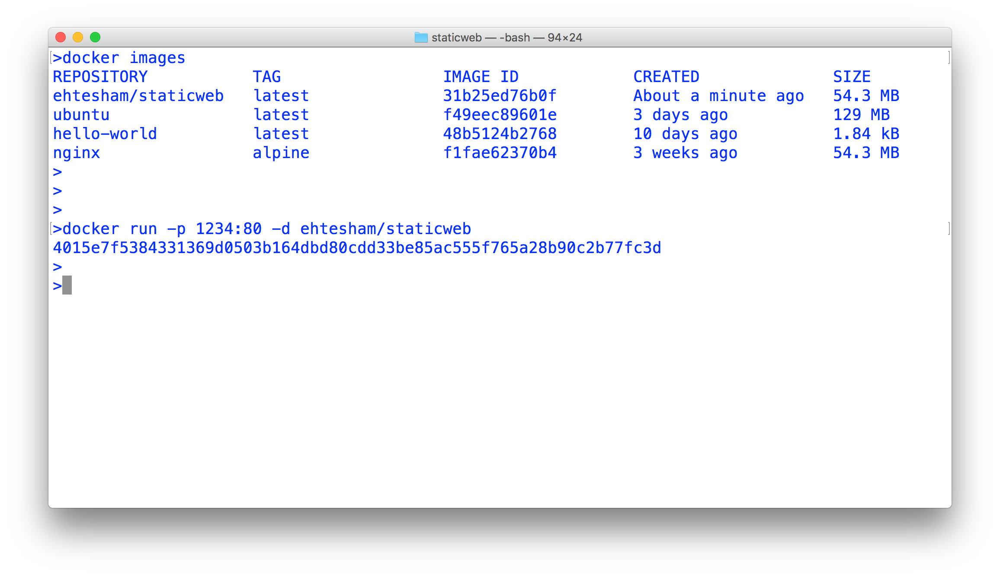 staticweb — -bash — 94×24
>docker images
REPOSITORY TAG IMAGE ID CREATED SIZE
ehtesham/staticweb latest 31b25ed76b0f About a minute ago 54.3 MB
ubuntu latest f49eec89601e 3 days ago 129 MB
hello-world latest 48b5124b2768 10 days ago 1.84 kB
nginx alpine f1fae62370b4 3 weeks ago 54.3 MB
>
>
>
>docker run -p 1234:80 -d ehtesham/staticweb
4015e7f5384331369d0503b164dbd80cdd33be85ac555f765a28b90c2b77fc3d
>
>